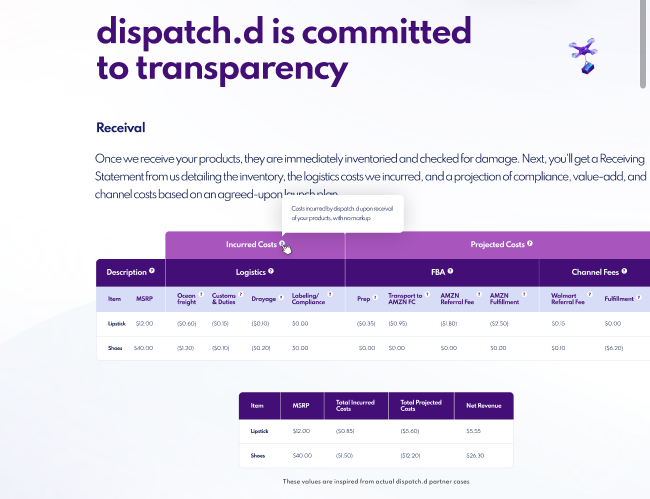 dispatch.d is committed
to transparency
Receival
Once we receive your products, they are immediately inventoried and checked for damage. Next, you'll get a Receiving
Statement from us detailing the inventory, the logistics costs we incurred, and a projection of compliance, value-add, and
channel costs based on an agreed-upon launch plan.
Costs incurred by dispatch.d upon receival
of your products, with no markup
Incurred Costs ? Projected Costs ?
Description ? Logistics ? FBA ? Channel Fees ?
Item MSRP Ocean freight ? Customs & Duties ? Drayage ? Labeling/ Compliance ? Prep ? Transport to AMZN FC ? AMZN Referral Fee ? AMZN Fulfillment ? Walmart Referral Fee ? Fulfillment ?
Lipstick $12.00 ($0.60) ($0.15) ($0.10) $0.00 ($0.35) ($0.95) ($1.80) ($2.50) $0.15 $0.00
Shoes $40.00 ($1.20) ($0.10) ($0.20) $0.00 $0.00 $0.00 $0.00 $0.00 $0.10 ($6.20)
Item MSRP Total Incurred Costs Total Projected Costs Net Revenue
Lipstick $12.00 ($0.85) ($5.60) $5.55
Shoes $40.00 ($1.50) ($12.20) $26.30
These values are inspired from actual dispatch.d partner cases